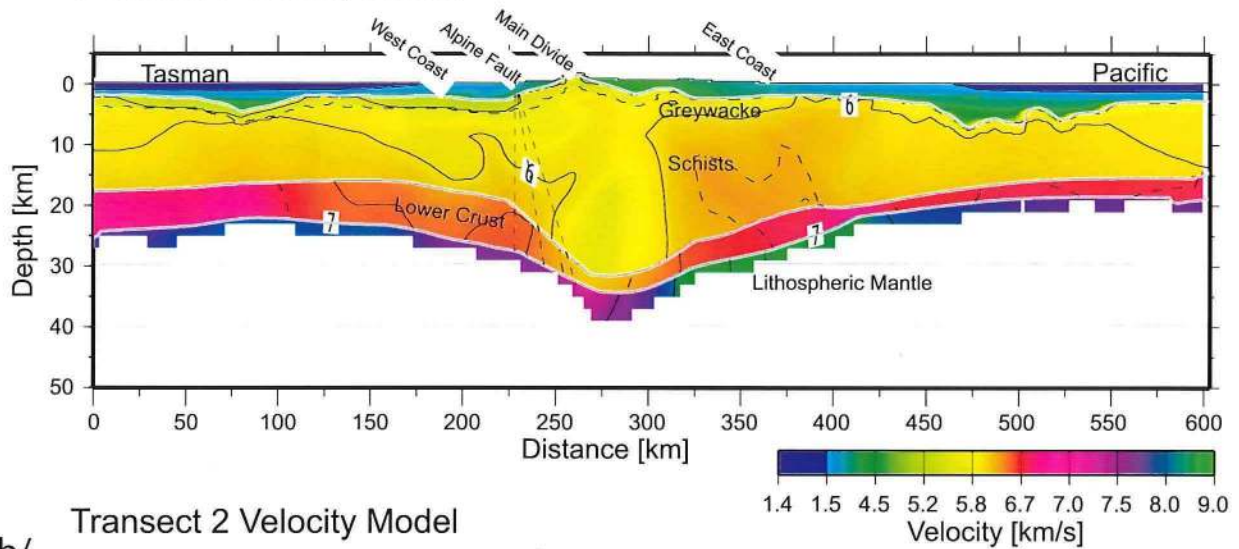 West Coast
Alpine Fault
Main Divide
East Coast
Tasman
Pacific
0
10
20
30
40
50
Depth [km]
Greywacke
6
Schists
6
Lower Crust
7
7
Lithospheric Mantle
0 50 100 150 200 250 300 350 400 450 500 550 600
Distance [km]
1.4 1.5 4.5 5.2 5.8 6.7 7.0 7.5 8.0 9.0
Velocity [km/s]
Transect 2 Velocity Model
b/